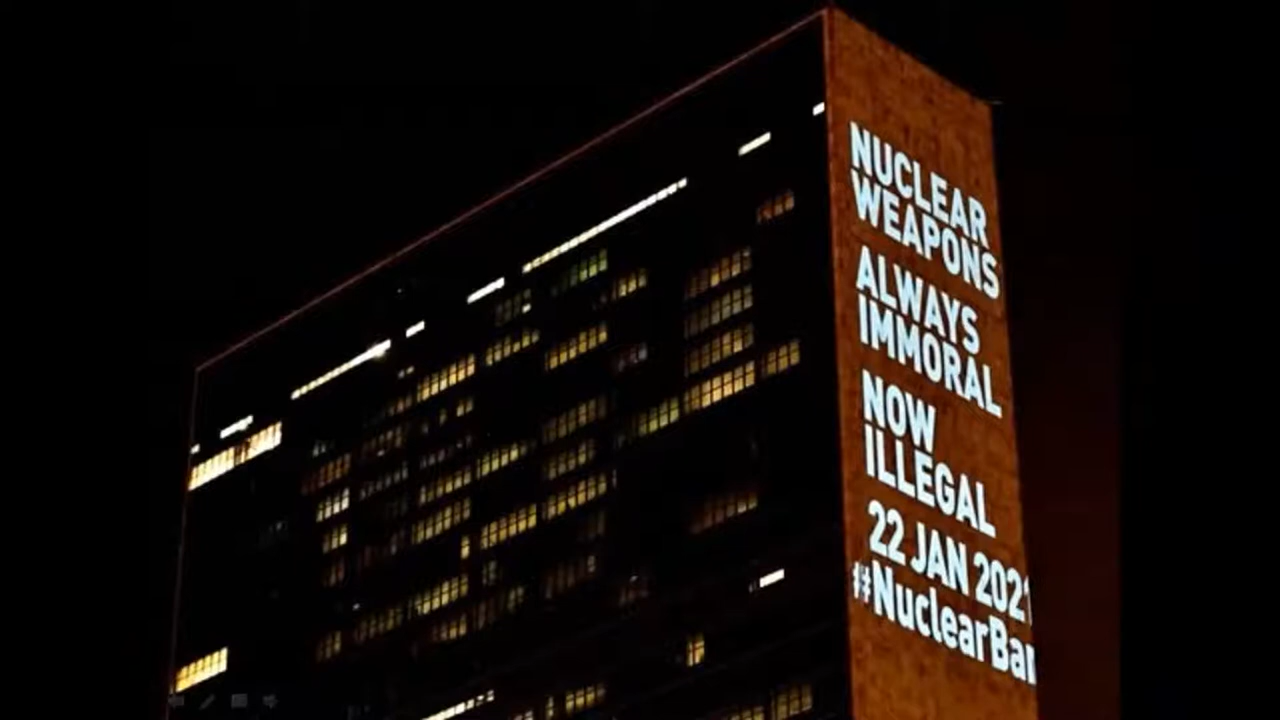 NUCLEAR
WEAPONS
ALWAYS
IMMORAL
NOW
ILLEGAL
22 JAN 2021
#NuclearBan